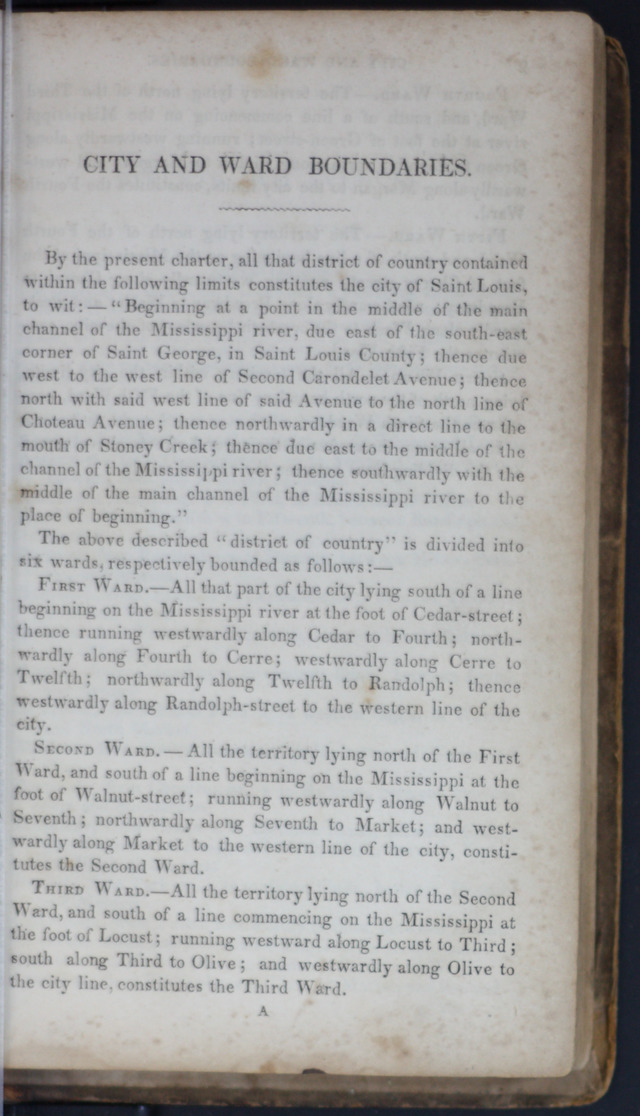 CITY AND WARD BOUNDARIES.
By the present charter, all that district of country contained
within the following limits constitutes the city of Saint Louis,
to wit: — "Beginning at a point in the middle of the main
channel of the Mississippi river, due east of the south-east
corner of Saint George, in Saint Louis County; thence due
west to the west line of Second Carondelet Avenue; thence
north with said west line of said Avenue to the north line of
Choteau Avenue; thence northwardly in a direct line to the
mouth of Stoney Creek; thence due east to the middle of the
channel of the Mississippi river; thence southwardly with the
middle of the main channel of the Mississippi river to the
place of beginning."
The above described "district of country" is divided into
six wards, respectively bounded as follows:—
FIRST WARD.—All that part of the city lying south of a line
beginning on the Mississippi river at the foot of Cedar-street;
thence running westwardly along Cedar to Fourth; north-
wardly along Fourth to Cerre; westwardly along Cerre to
Twelfth; northwardly along Twelfth to Randolph; thence
westwardly along Randolph-street to the western line of the
city.
SECOND WARD.—All the territory lying north of the First
Ward, and south of a line beginning on the Mississippi at the
foot of Walnut-street; running westwardly along Walnut to
Seventh; northwardly along Seventh to Market; and west-
wardly along Market to the western line of the city, consti-
tutes the Second Ward.
THIRD WARD.—All the territory lying north of the Second
Ward, and south of a line commencing on the Mississippi at
the foot of Locust; running westward along Locust to Third;
south along Third to Olive; and westwardly along Olive to
the city line, constitutes the Third Ward.
A